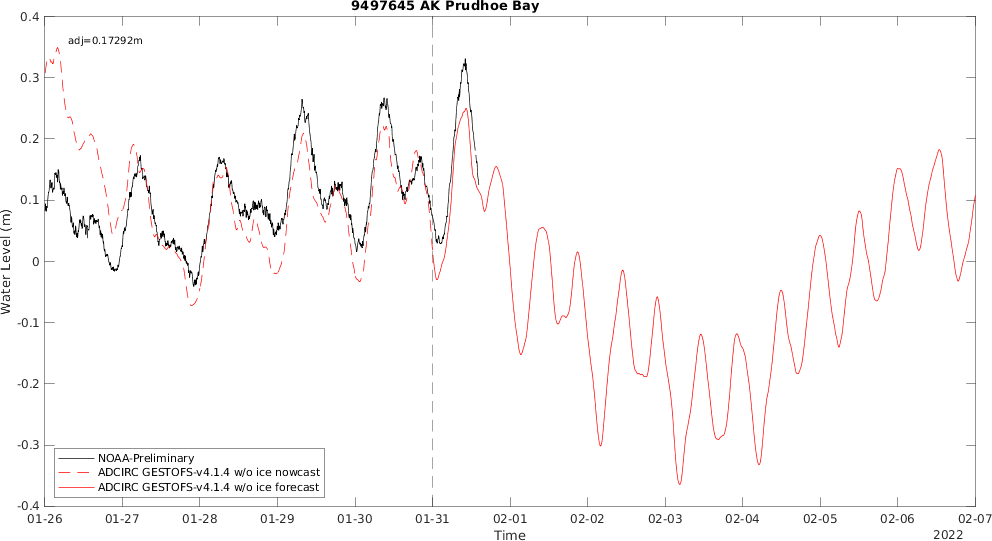 9497645 AK Prudhoe Bay
adj=0.17292m
0.4
0.3
0.2
0.1
0
-0.1
-0.2
-0.3
-0.4
Water Level (m)
NOAA-Preliminary
ADCIRC GESTOFS-v4.1.4 w/o ice nowcast
ADCIRC GESTOFS-v4.1.4 w/o ice forecast
01-26 01-27 01-28 01-29 01-30 01-31 02-01 02-02 02-03 02-04 02-05 02-06 02-07
Time
2022